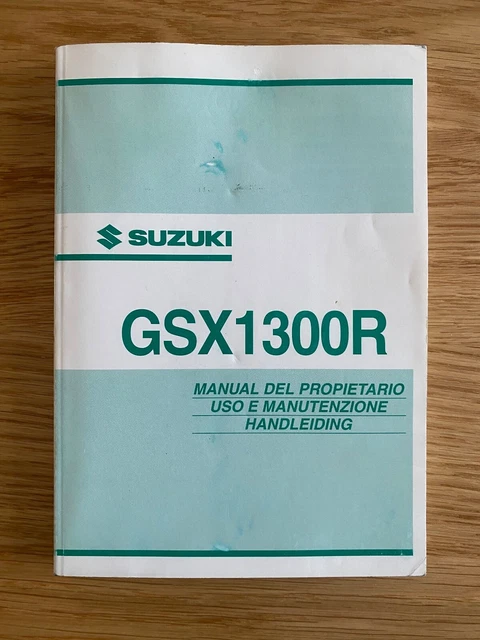 SUZUKI
GSX1300R
MANUAL DEL PROPIETARIO
USO E MANUTENZIONE
HANDLEIDING